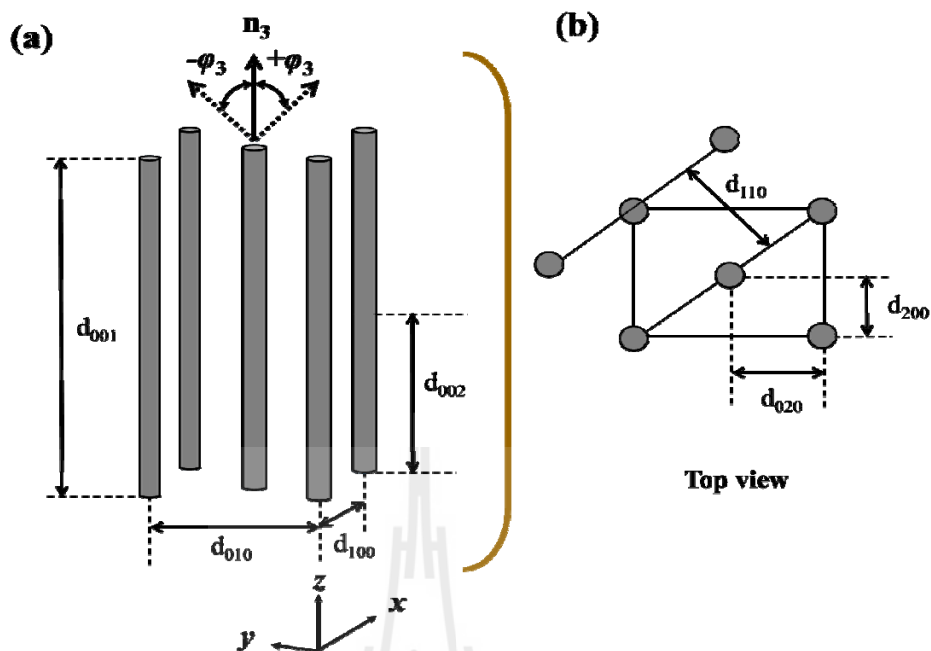 (a)
n₃
-φ₃
+φ₃
d₀₀₁
d₀₀₂
d₀₁₀
d₁₀₀
z
x
y
(b)
d₁₁₀
d₂₀₀
d₀₂₀
Top view